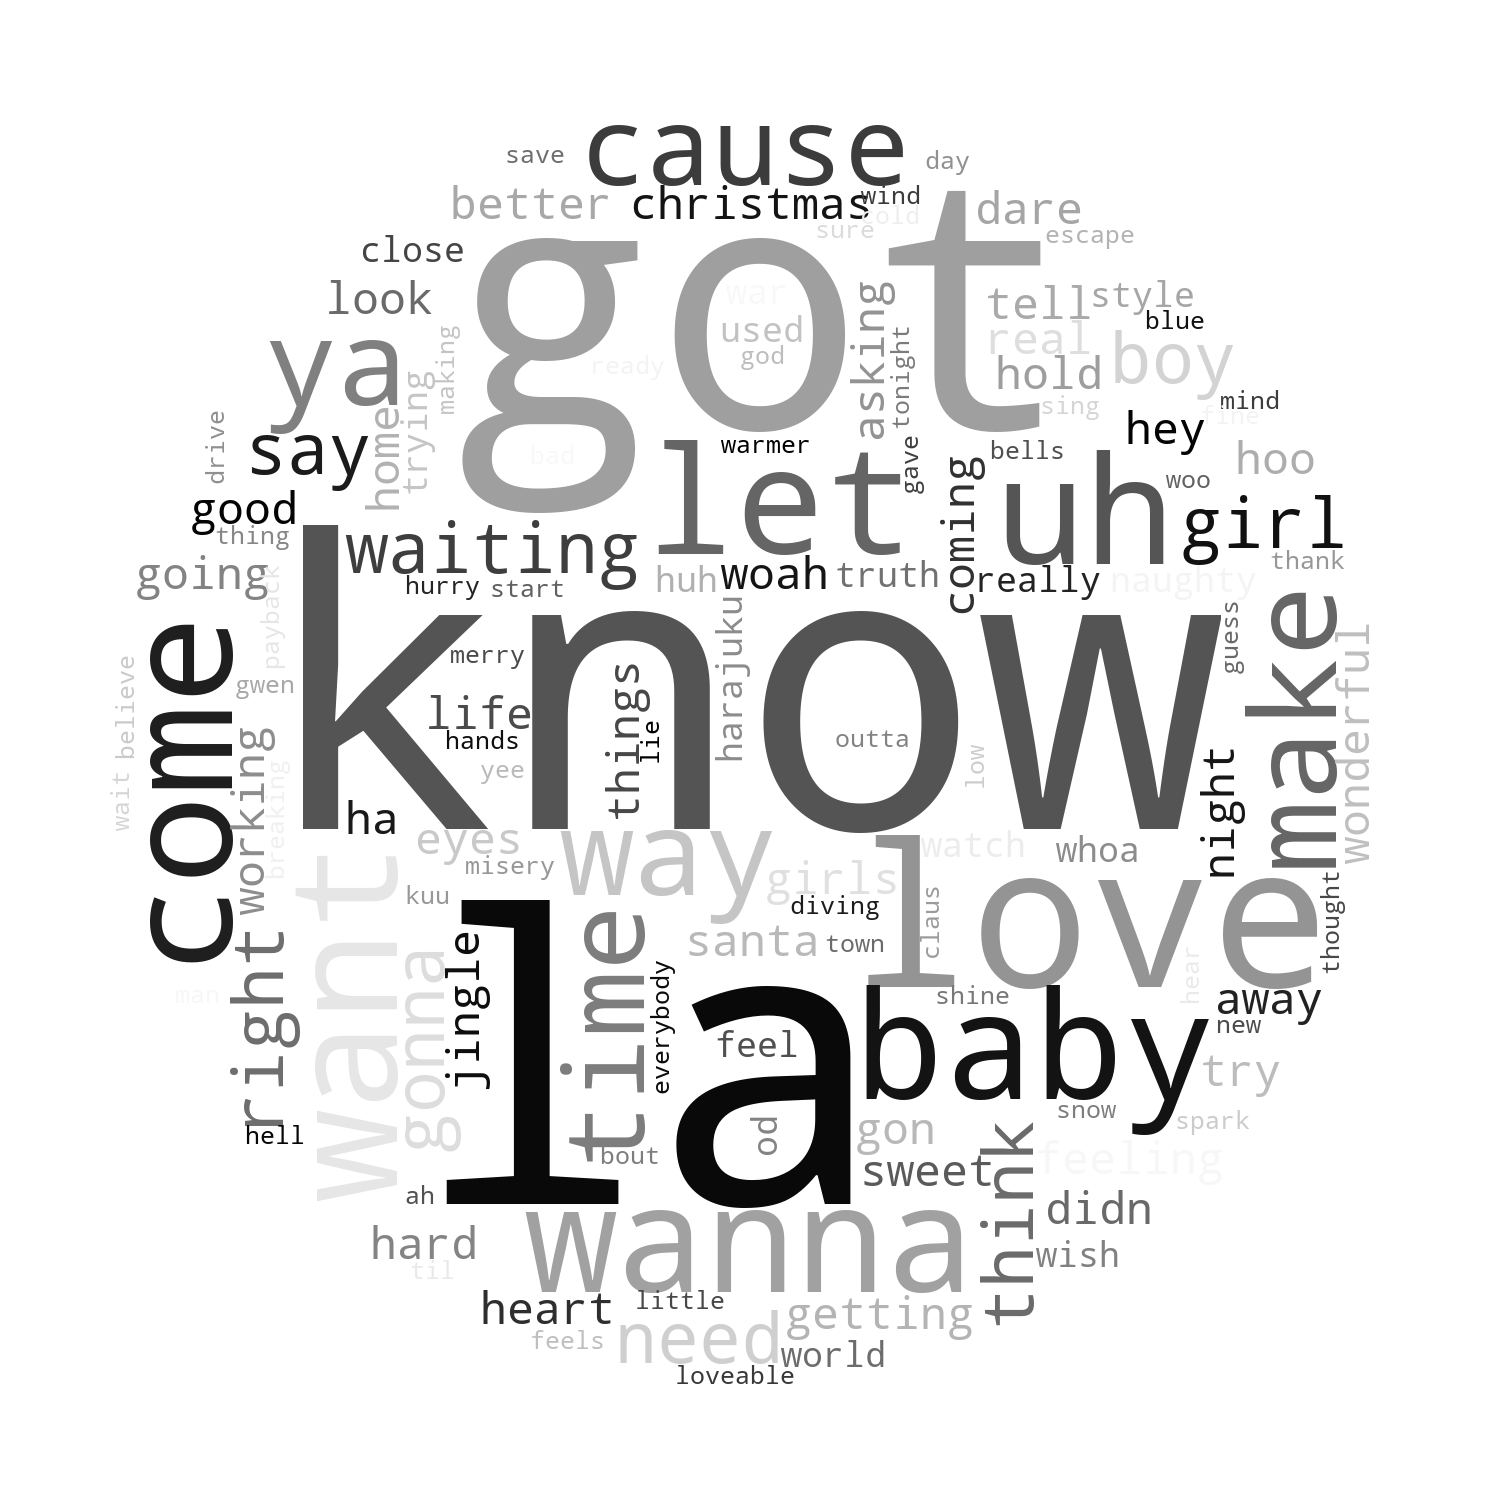 cause
save
day
better
christmas
wind
cold
dare
sure
escape
close
got
look
war
tell
style
used
real
blue
ya
god
boy
making
ready
asking
tonight
hold
trying
home
sing
mind
fine
say
drive
bad
warmer
let
gave
bells
hey
hoo
good
coming
uh
woo
girl
thing
waiting
going
hurry
start
huh
woah
truth
really
naughty
thank
payback
know
harajuku
guess
make
wonderful
come
believe
gwen
merry
life
things
lie
hands
outta
yee
low
wait
working
breaking
night
ha
eyes
misery
way
girls
watch
whoa
love
kuu
diving
claus
thought
want
right
gonna
jingle
time
santa
town
everybody
la
man
shine
hear
away
new
feel
baby
try
hell
od
gon
snow
spark
bout
sweet
think
feeling
ah
wanna
didn
hard
til
wish
heart
little
getting
feels
need
world
loveable